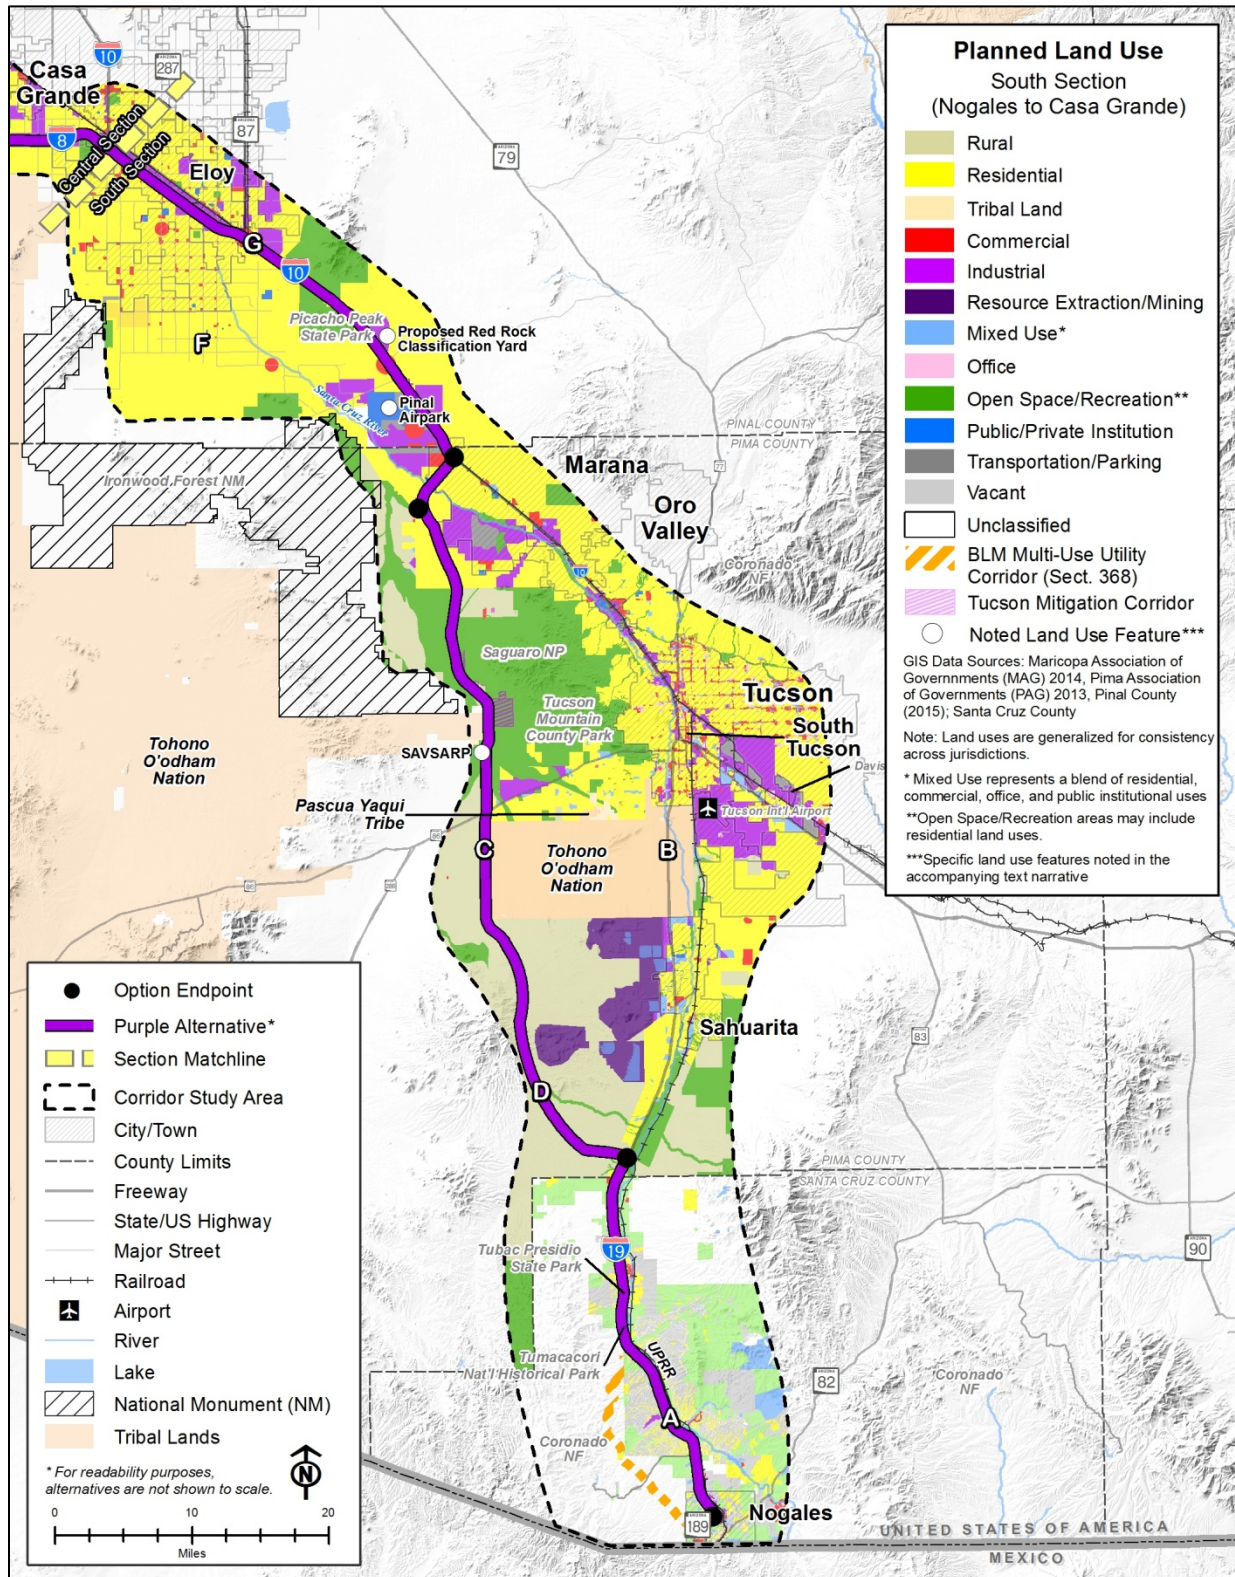 Casa
Grande
10
ARIZONA
287
8
87
79
Central Section
South Section
Eloy
G
10
Picacho Peak
State Park
Proposed Red Rock
Classification Yard
F
Santa Cruz River
Pinal
Airpark
PINAL COUNTY
PIMA COUNTY
77
Marana
Oro
Valley
Ironwood Forest NM
Coronado
NF
10
Saguaro NP
Tucson
Mountain
County Park
Tucson
South
Tucson
SAVSARP
Tohono
O'odham
Nation
Davis
Tucson Int'l Airport
Pascua Yaqui
Tribe
86
C
B
Tohono
O'odham
Nation
86
Sahuarita
83
D
PIMA COUNTY
SANTA CRUZ COUNTY
19
Tubac Presidio
State Park
90
Tumacacori
Nat'l Historical Park
UPRR
82
Coronado
NF
A
Coronado
NF
Nogales
189
UNITED STATES OF AMERICA
MEXICO
Planned Land Use
South Section
(Nogales to Casa Grande)
Rural
Residential
Tribal Land
Commercial
Industrial
Resource Extraction/Mining
Mixed Use*
Office
Open Space/Recreation**
Public/Private Institution
Transportation/Parking
Vacant
Unclassified
BLM Multi-Use Utility
Corridor (Sect. 368)
Tucson Mitigation Corridor
Noted Land Use Feature***
GIS Data Sources: Maricopa Association of
Governnments (MAG) 2014, Pima Association
of Governments (PAG) 2013, Pinal County
(2015); Santa Cruz County
Note: Land uses are generalized for consistency
across jurisdictions.
* Mixed Use represents a blend of residential,
commercial, office, and public institutional uses
**Open Space/Recreation areas may include
residential land uses.
***Specific land use features noted in the
accompanying text narrative
Option Endpoint
Purple Alternative*
Section Matchline
Corridor Study Area
City/Town
County Limits
Freeway
State/US Highway
Major Street
Railroad
Airport
River
Lake
National Monument (NM)
Tribal Lands
* For readability purposes,
alternatives are not shown to scale.
N
0 10 20
Miles